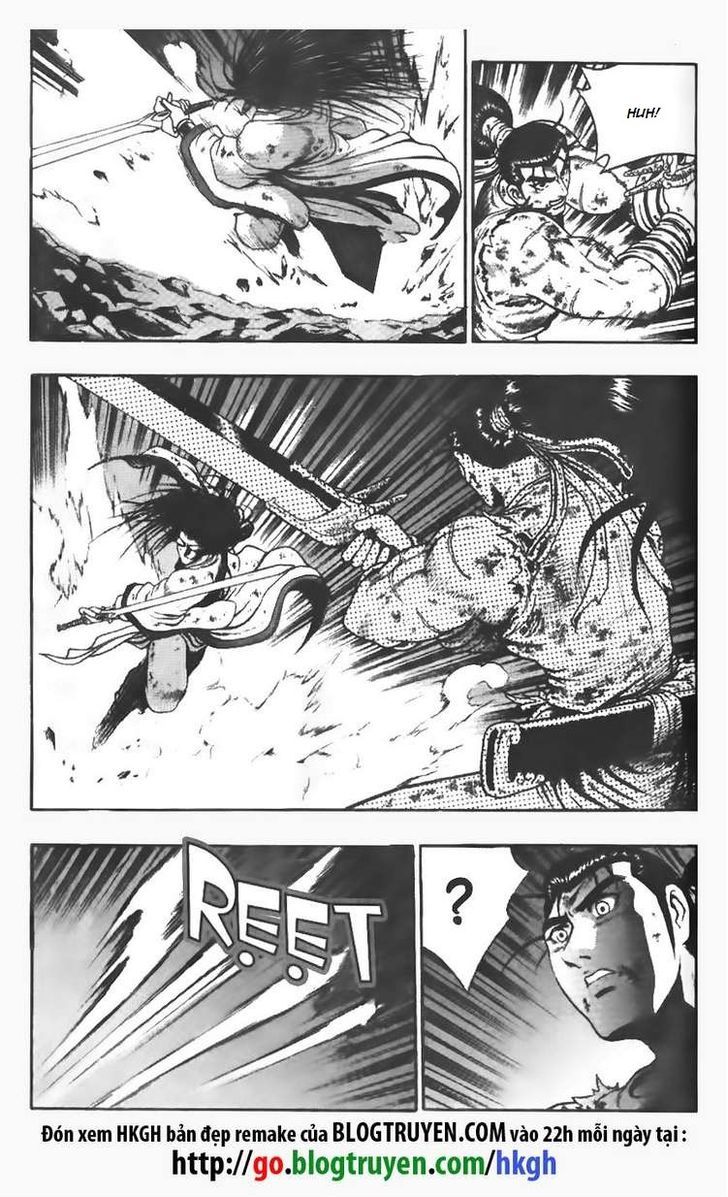 HUH!
RẸẸT
?
Đón xem HKGH bản đẹp remake của BLOGTRUYEN.COM vào 22h mỗi ngày tại :
http://go.blogtruyen.com/hkgh